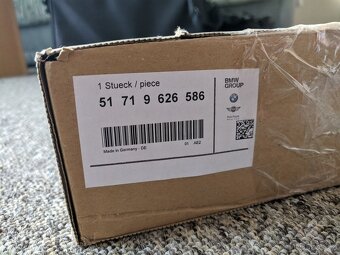 1 Stueck / piece
51 71 9 626 586
Made in Germany - DE
01 AB2
BMW
GROUP